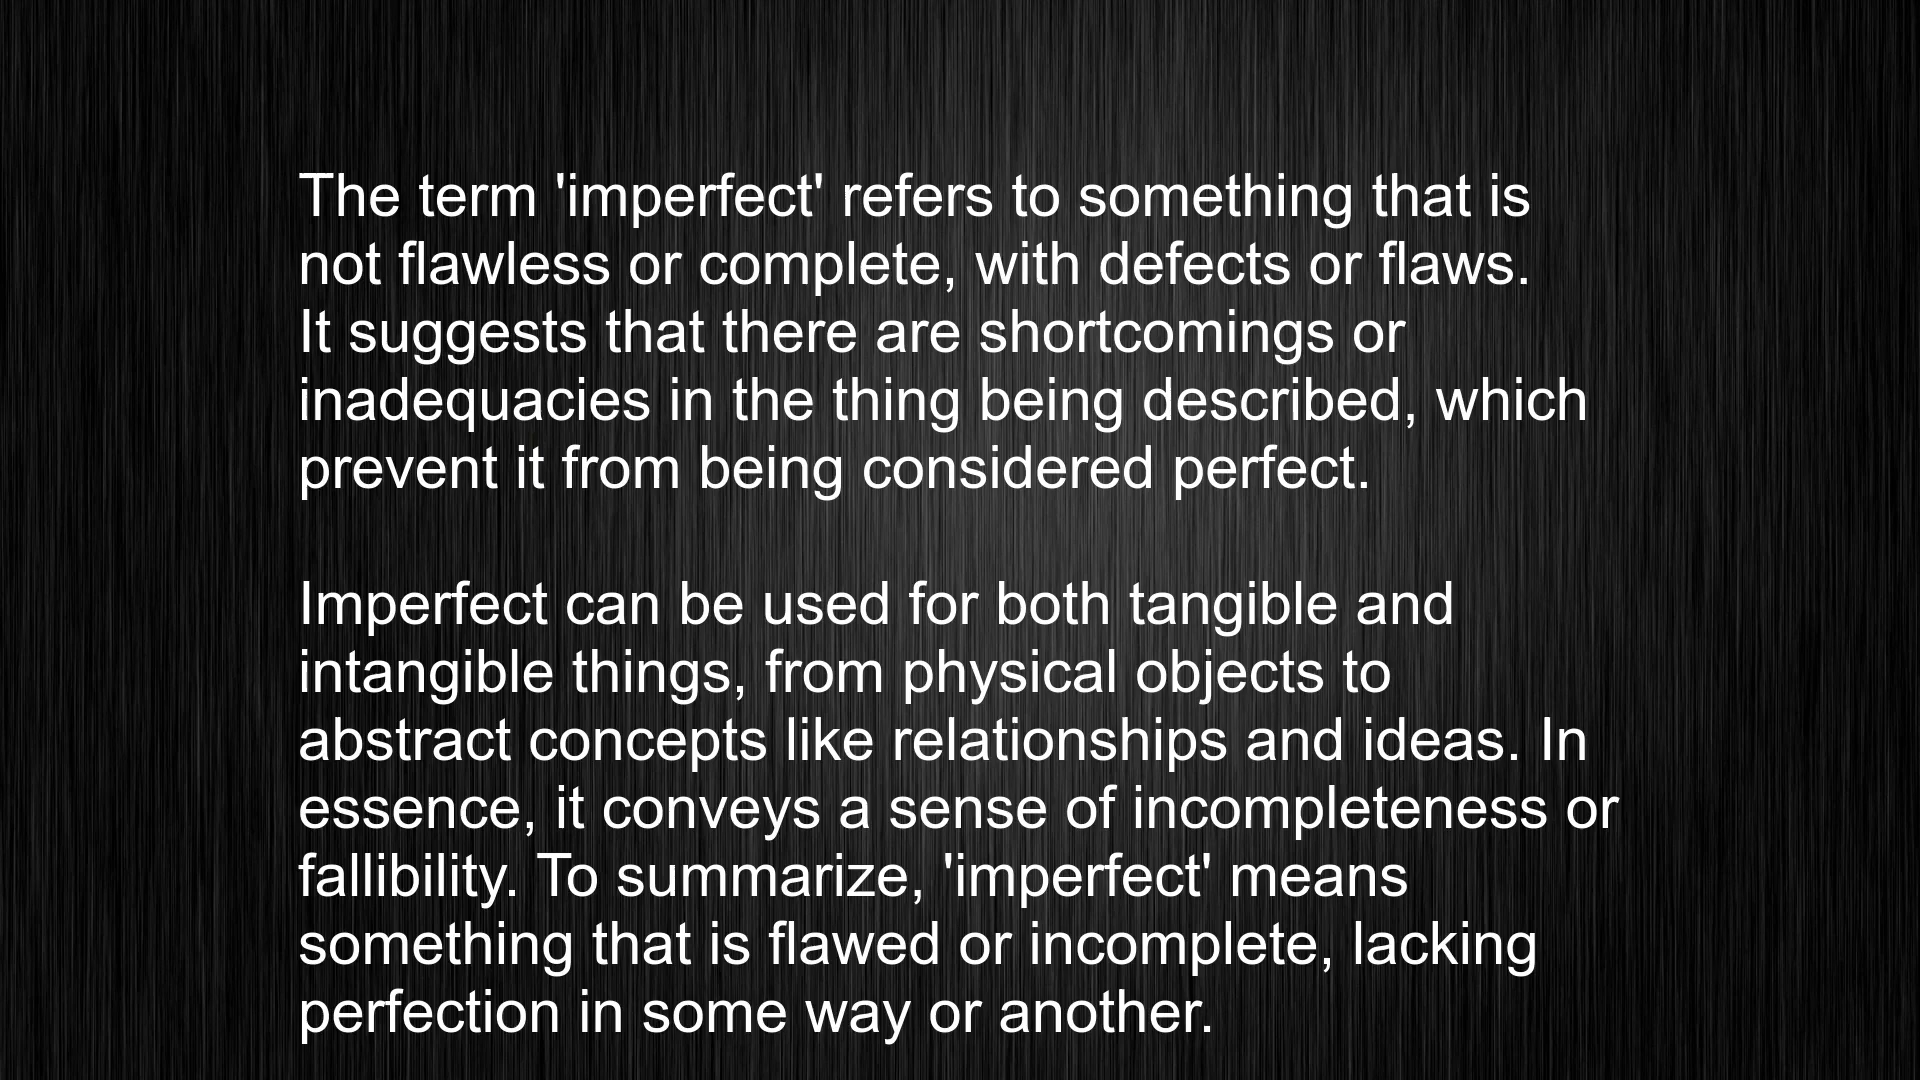 The term 'imperfect' refers to something that is
not flawless or complete, with defects or flaws.
It suggests that there are shortcomings or
inadequacies in the thing being described, which
prevent it from being considered perfect.
Imperfect can be used for both tangible and
intangible things, from physical objects to
abstract concepts like relationships and ideas. In
essence, it conveys a sense of incompleteness or
fallibility. To summarize, 'imperfect' means
something that is flawed or incomplete, lacking
perfection in some way or another.